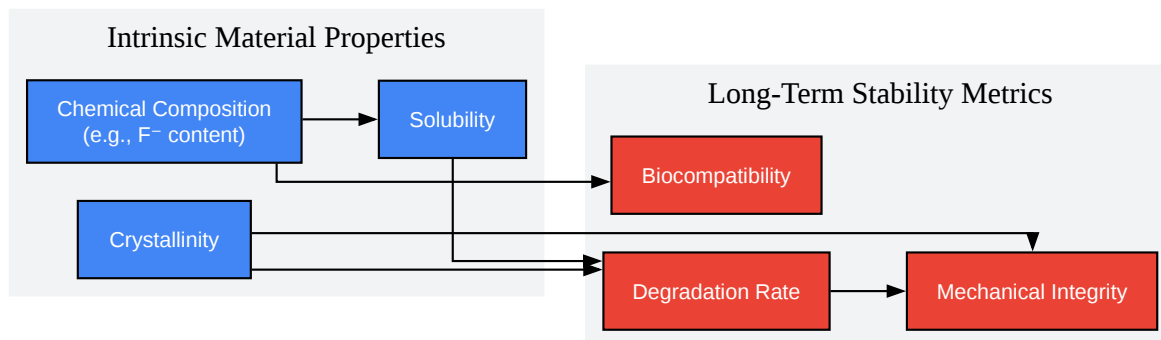 Intrinsic Material Properties
Chemical Composition
(e.g., F⁻ content)
Solubility
Crystallinity
Long-Term Stability Metrics
Biocompatibility
Degradation Rate
Mechanical Integrity